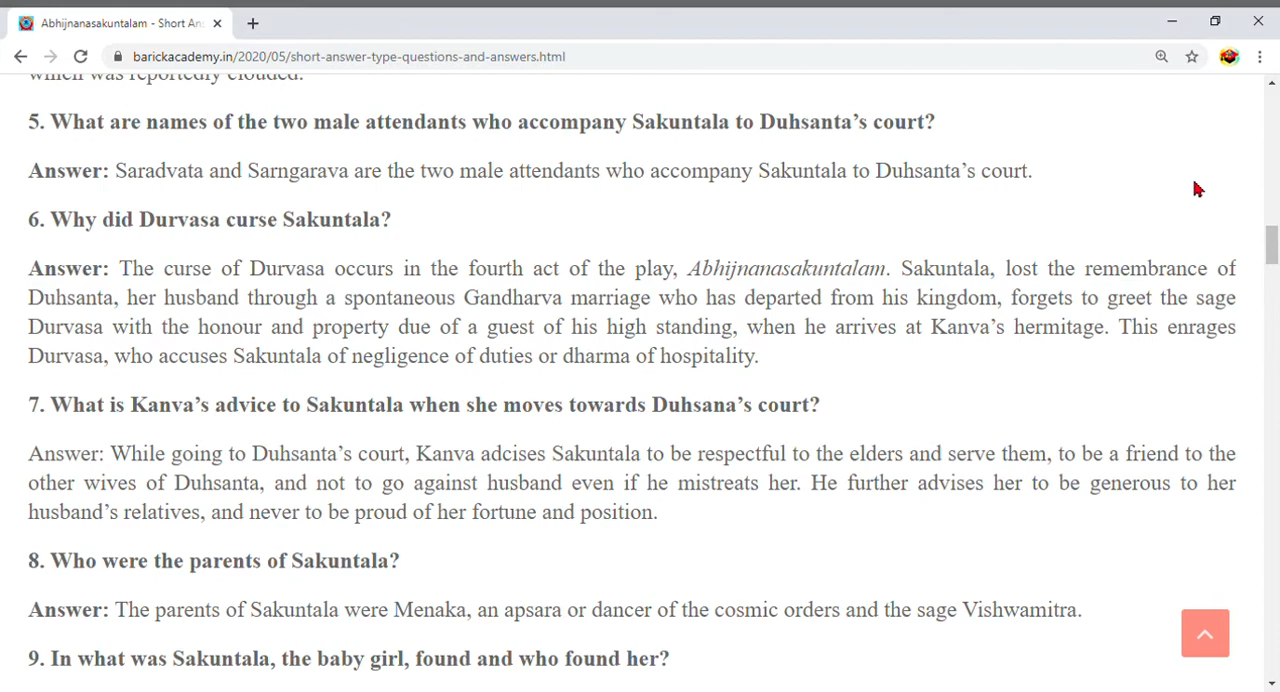 Abhijnanasakuntalam - Short An
barickacademy.in/2020/05/short-answer-type-questions-and-answers.html
which was reportedly clouded.
5. What are names of the two male attendants who accompany Sakuntala to Duhsanta’s court?
Answer: Saradvata and Sarngarava are the two male attendants who accompany Sakuntala to Duhsanta’s court.
6. Why did Durvasa curse Sakuntala?
Answer: The curse of Durvasa occurs in the fourth act of the play, Abhijnanasakuntalam. Sakuntala, lost the remembrance of
Duhsanta, her husband through a spontaneous Gandharva marriage who has departed from his kingdom, forgets to greet the sage
Durvasa with the honour and property due of a guest of his high standing, when he arrives at Kanva’s hermitage. This enrages
Durvasa, who accuses Sakuntala of negligence of duties or dharma of hospitality.
7. What is Kanva’s advice to Sakuntala when she moves towards Duhsana’s court?
Answer: While going to Duhsanta’s court, Kanva adcises Sakuntala to be respectful to the elders and serve them, to be a friend to the
other wives of Duhsanta, and not to go against husband even if he mistreats her. He further advises her to be generous to her
husband’s relatives, and never to be proud of her fortune and position.
8. Who were the parents of Sakuntala?
Answer: The parents of Sakuntala were Menaka, an apsara or dancer of the cosmic orders and the sage Vishwamitra.
9. In what was Sakuntala, the baby girl, found and who found her?